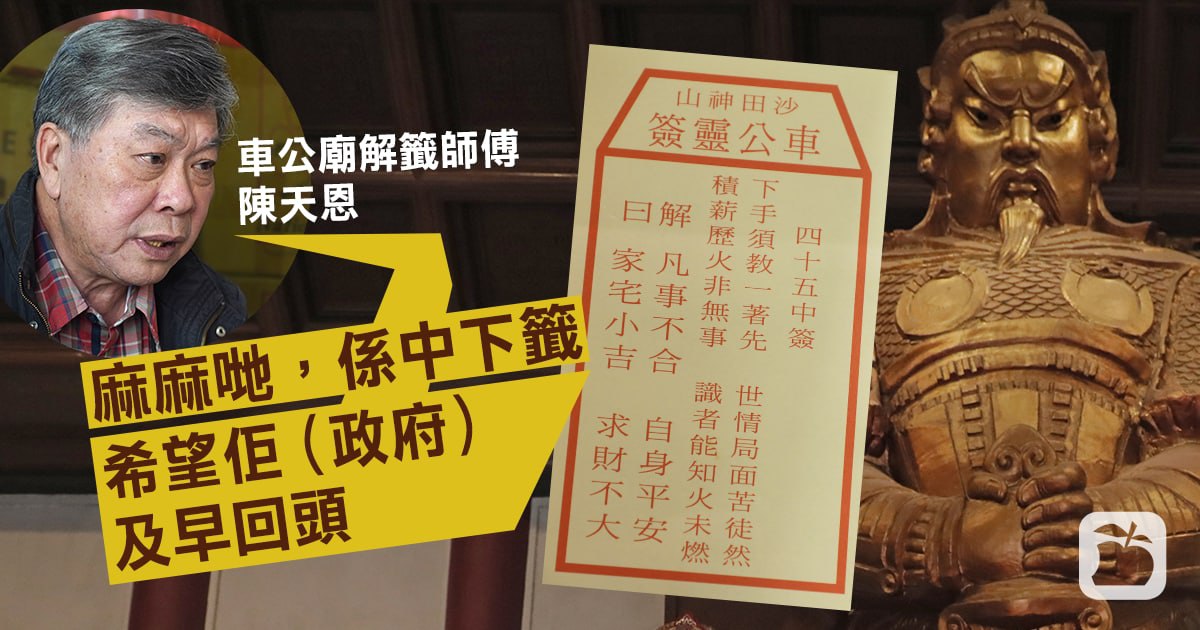 車公廟解籤師傅
陳天恩
麻麻哋，係中下籤
希望佢（政府）
及早回頭
沙田神山
車公靈簽
四十五中簽
下手須教一著先 世情局面苦徒然
積薪歷火非無事 識者能知火未燃
解 凡事不合 自身平安
曰 家宅小吉 求財不大